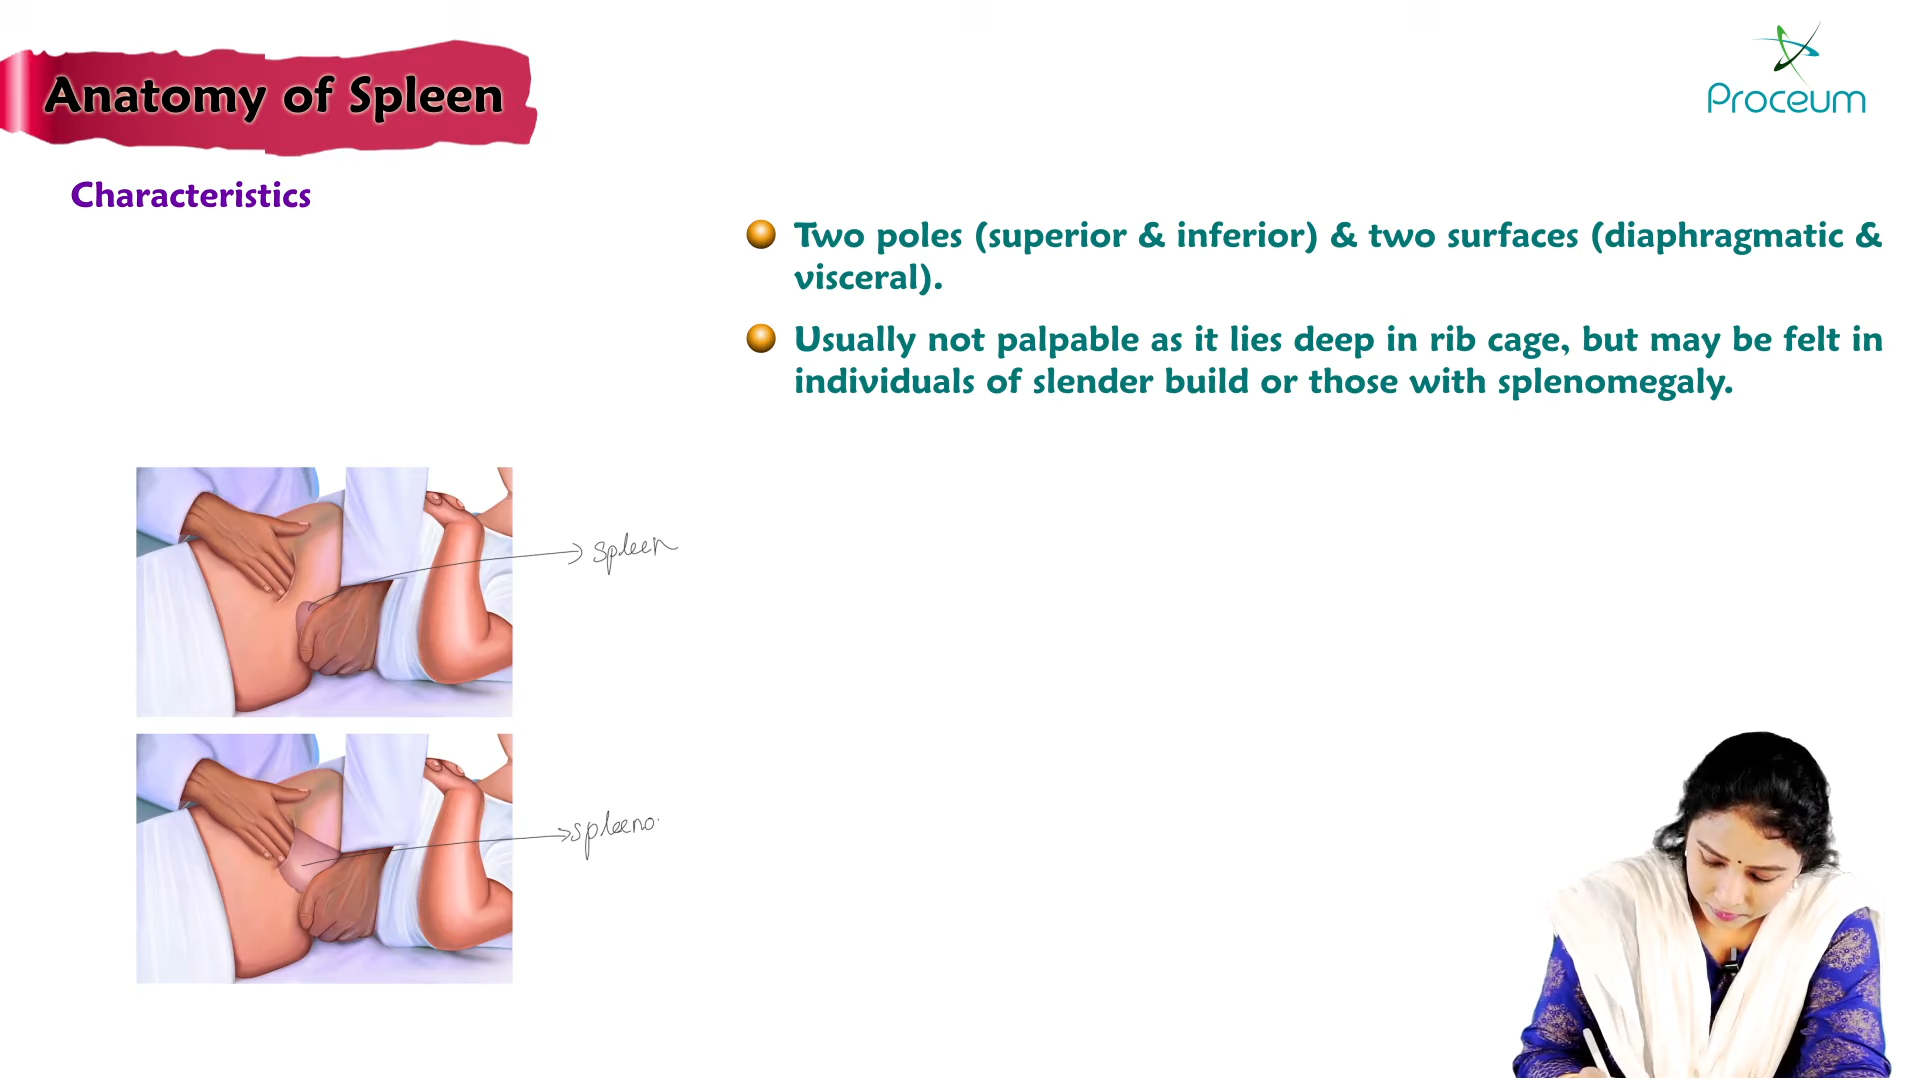 Anatomy of Spleen
Proceum
Characteristics
Two poles (superior & inferior) & two surfaces (diaphragmatic &
visceral).
Usually not palpable as it lies deep in rib cage, but may be felt in
individuals of slender build or those with splenomegaly.
spleen
spleeno